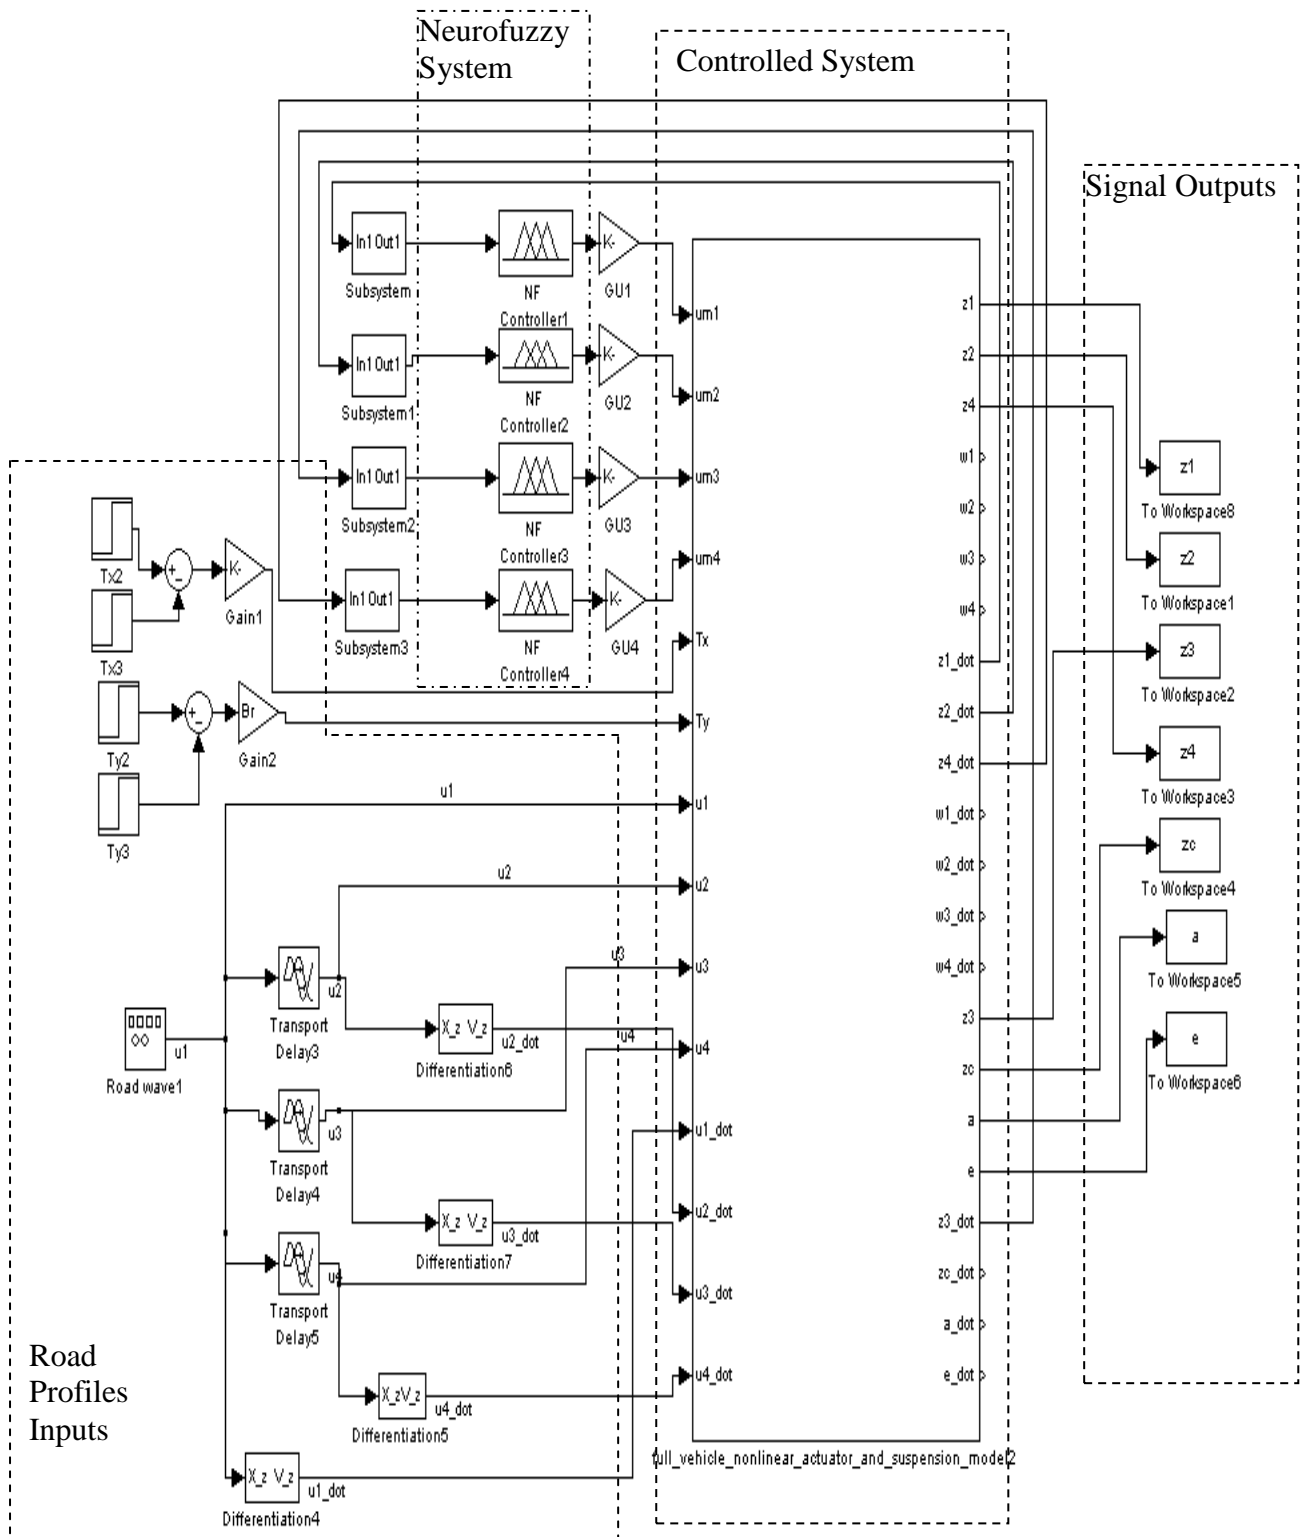 Neurofuzzy
System
Controlled System
Signal Outputs
In1 Out1
Subsystem
NF
Controller1
K-
GU1
In1 Out1
Subsystem1
NF
Controller2
K-
GU2
In1 Out1
Subsystem2
NF
Controller3
K-
GU3
In1 Out1
Subsystem3
NF
Controller4
K-
GU4
Tx2
Tx3
+
-
K-
Gain1
Ty2
Ty3
+
-
Br
Gain2
u1
u2
u3
u4
Road wave1
u1
Transport
Delay3
u2
X_z V_z
u2_dot
Differentiation6
Transport
Delay4
u3
X_z V_z
u3_dot
Differentiation7
Transport
Delay5
u4
X_z V_z
u4_dot
Differentiation5
X_z V_z
u1_dot
Differentiation4
Road
Profiles
Inputs
um1
um2
um3
um4
Tx
Ty
u1
u2
u3
u4
u1_dot
u2_dot
u3_dot
u4_dot
z1
z2
z4
w1
w2
w3
w4
z1_dot
z2_dot
z4_dot
w1_dot
w2_dot
w3_dot
w4_dot
z3
zc
a
e
z3_dot
zc_dot
a_dot
e_dot
full_vehicle_nonlinear_actuator_and_suspension_model2
z1
To Workspace8
z2
To Workspace1
z3
To Workspace2
z4
To Workspace3
zc
To Workspace4
a
To Workspace5
e
To Workspace6